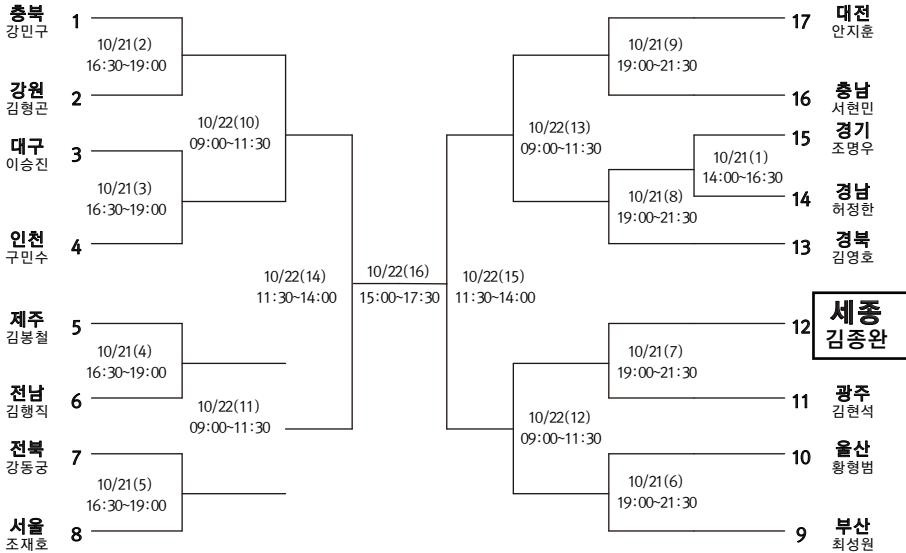 충북
강민구
1
10/21(2)
16:30~19:00
강원
김형곤
2
10/22(10)
09:00~11:30
대구
이승진
3
10/21(3)
16:30~19:00
인천
구민수
4
10/22(14)
11:30~14:00
제주
김봉철
5
10/21(4)
16:30~19:00
전남
김행직
6
10/22(11)
09:00~11:30
전북
강동궁
7
10/21(5)
16:30~19:00
서울
조재호
8
10/22(16)
15:00~17:30
17
대전
안지훈
10/21(9)
19:00~21:30
16
충남
서현민
10/22(13)
09:00~11:30
15
경기
조명우
10/21(1)
14:00~16:30
14
경남
허정한
10/21(8)
19:00~21:30
13
경북
김영호
10/22(15)
11:30~14:00
12
세종
김종완
10/21(7)
19:00~21:30
11
광주
김현석
10/22(12)
09:00~11:30
10
울산
황형범
10/21(6)
19:00~21:30
9
부산
최성원